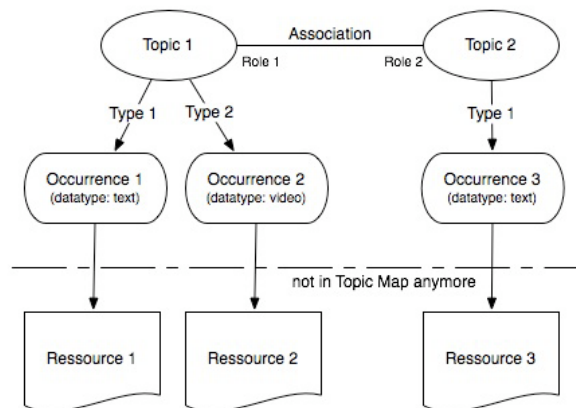 Association
Topic 1
Topic 2
Role 1
Role 2
Type 1
Type 2
Type 1
Occurrence 1
(datatype: text)
Occurrence 2
(datatype: video)
Occurrence 3
(datatype: text)
not in Topic Map anymore
Ressource 1
Ressource 2
Ressource 3